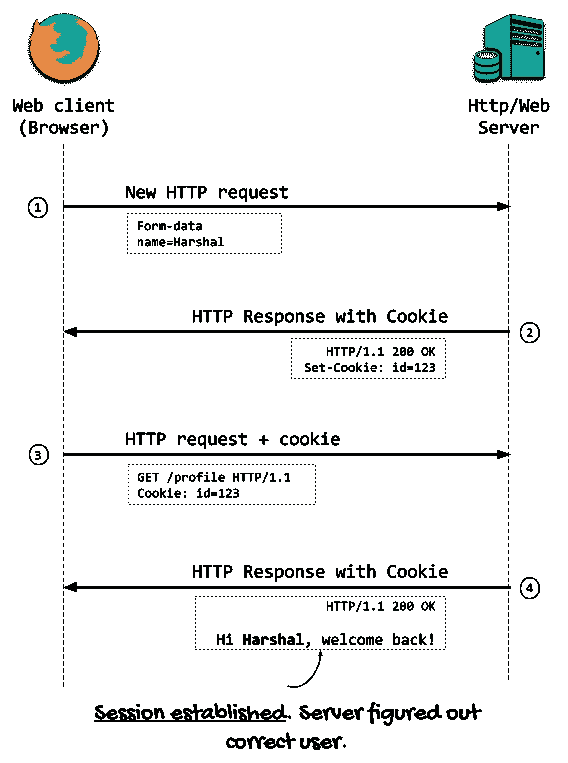 Web client
(Browser)
Http/Web
Server
1
New HTTP request
Form-data
name=Harshal
HTTP Response with Cookie
2
HTTP/1.1 200 OK
Set-Cookie: id=123
3
HTTP request + cookie
GET /profile HTTP/1.1
Cookie: id=123
HTTP Response with Cookie
4
HTTP/1.1 200 OK
Hi Harshal, welcome back!
Session established. Server figured out
correct user.